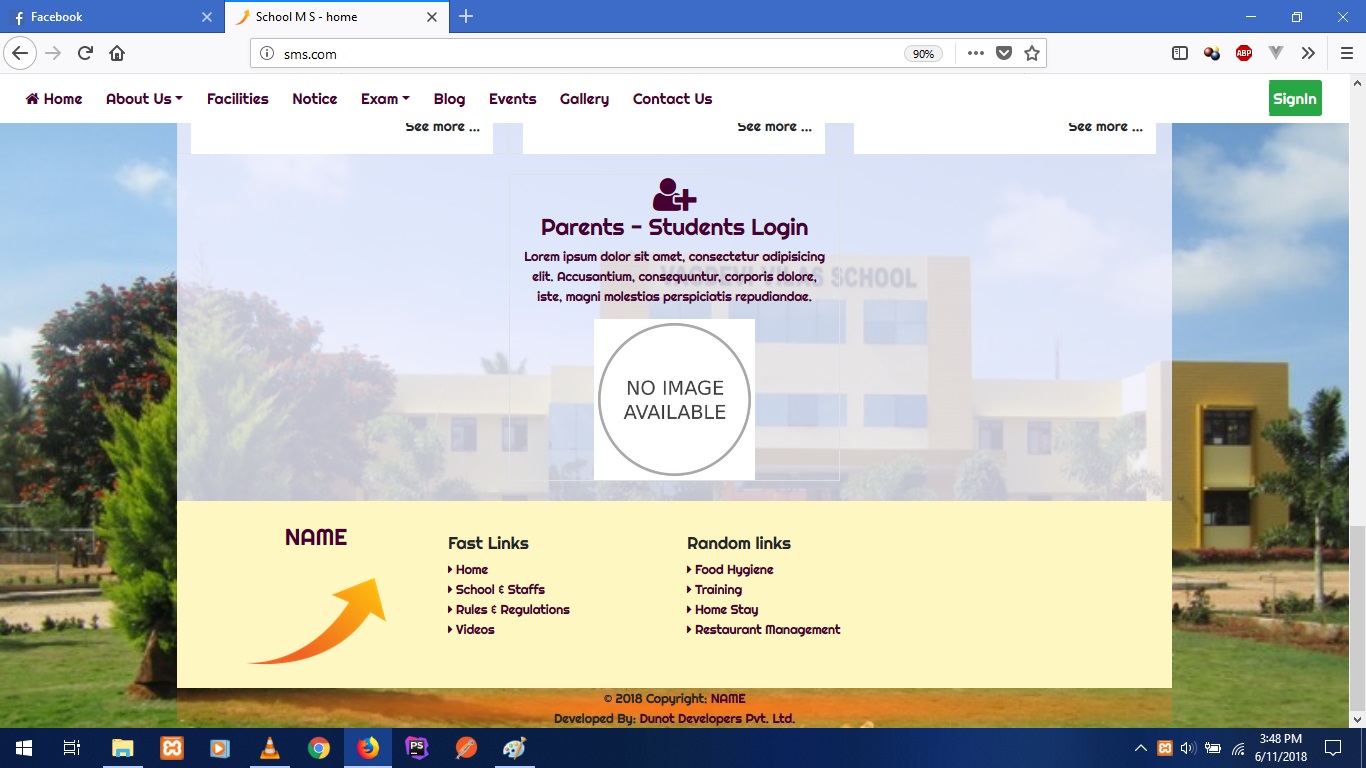 Facebook
School M S - home
sms.com
90%
Home About Us Facilities Notice Exam Blog Events Gallery Contact Us SignIn
See more ... See more ... See more ...
Parents - Students Login
Lorem ipsum dolor sit amet, consectetur adipisicing
elit. Accusantium, consequuntur, corporis dolore,
iste, magni molestias perspiciatis repudiandae.
VAGDEVI VILAS SCHOOL
NO IMAGE
AVAILABLE
NAME
Fast Links
Home
School & Staffs
Rules & Regulations
Videos
Random links
Food Hygiene
Training
Home Stay
Restaurant Management
© 2018 Copyright: NAME
Developed By: Dunot Developers Pvt. Ltd.
ABP
PS
3:48 PM
6/11/2018